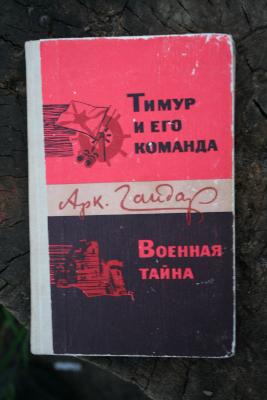 Тимур
и его
команда
Арк. Гайдар
Военная
тайна